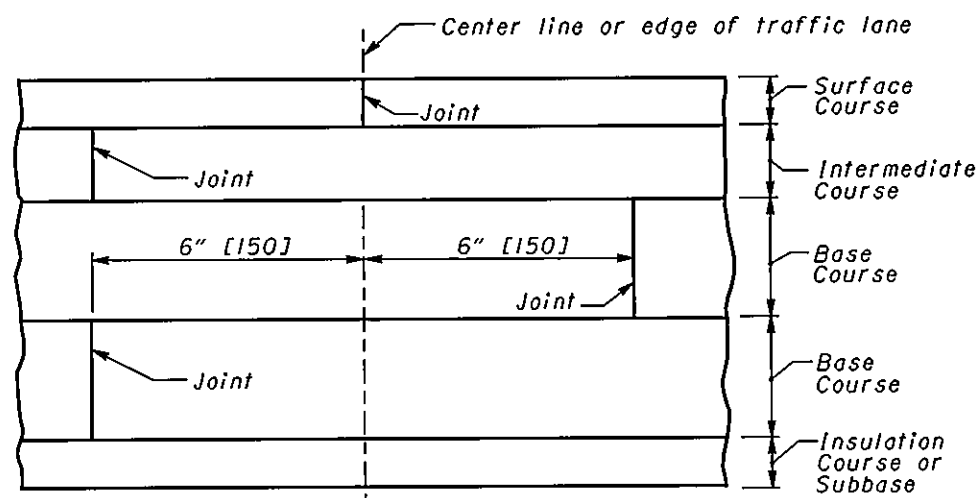 Center line or edge of traffic lane
Surface
Course
Joint
Intermediate
Course
Joint
6" [150]
6" [150]
Base
Course
Joint
Base
Course
Joint
Insulation
Course or
Subbase